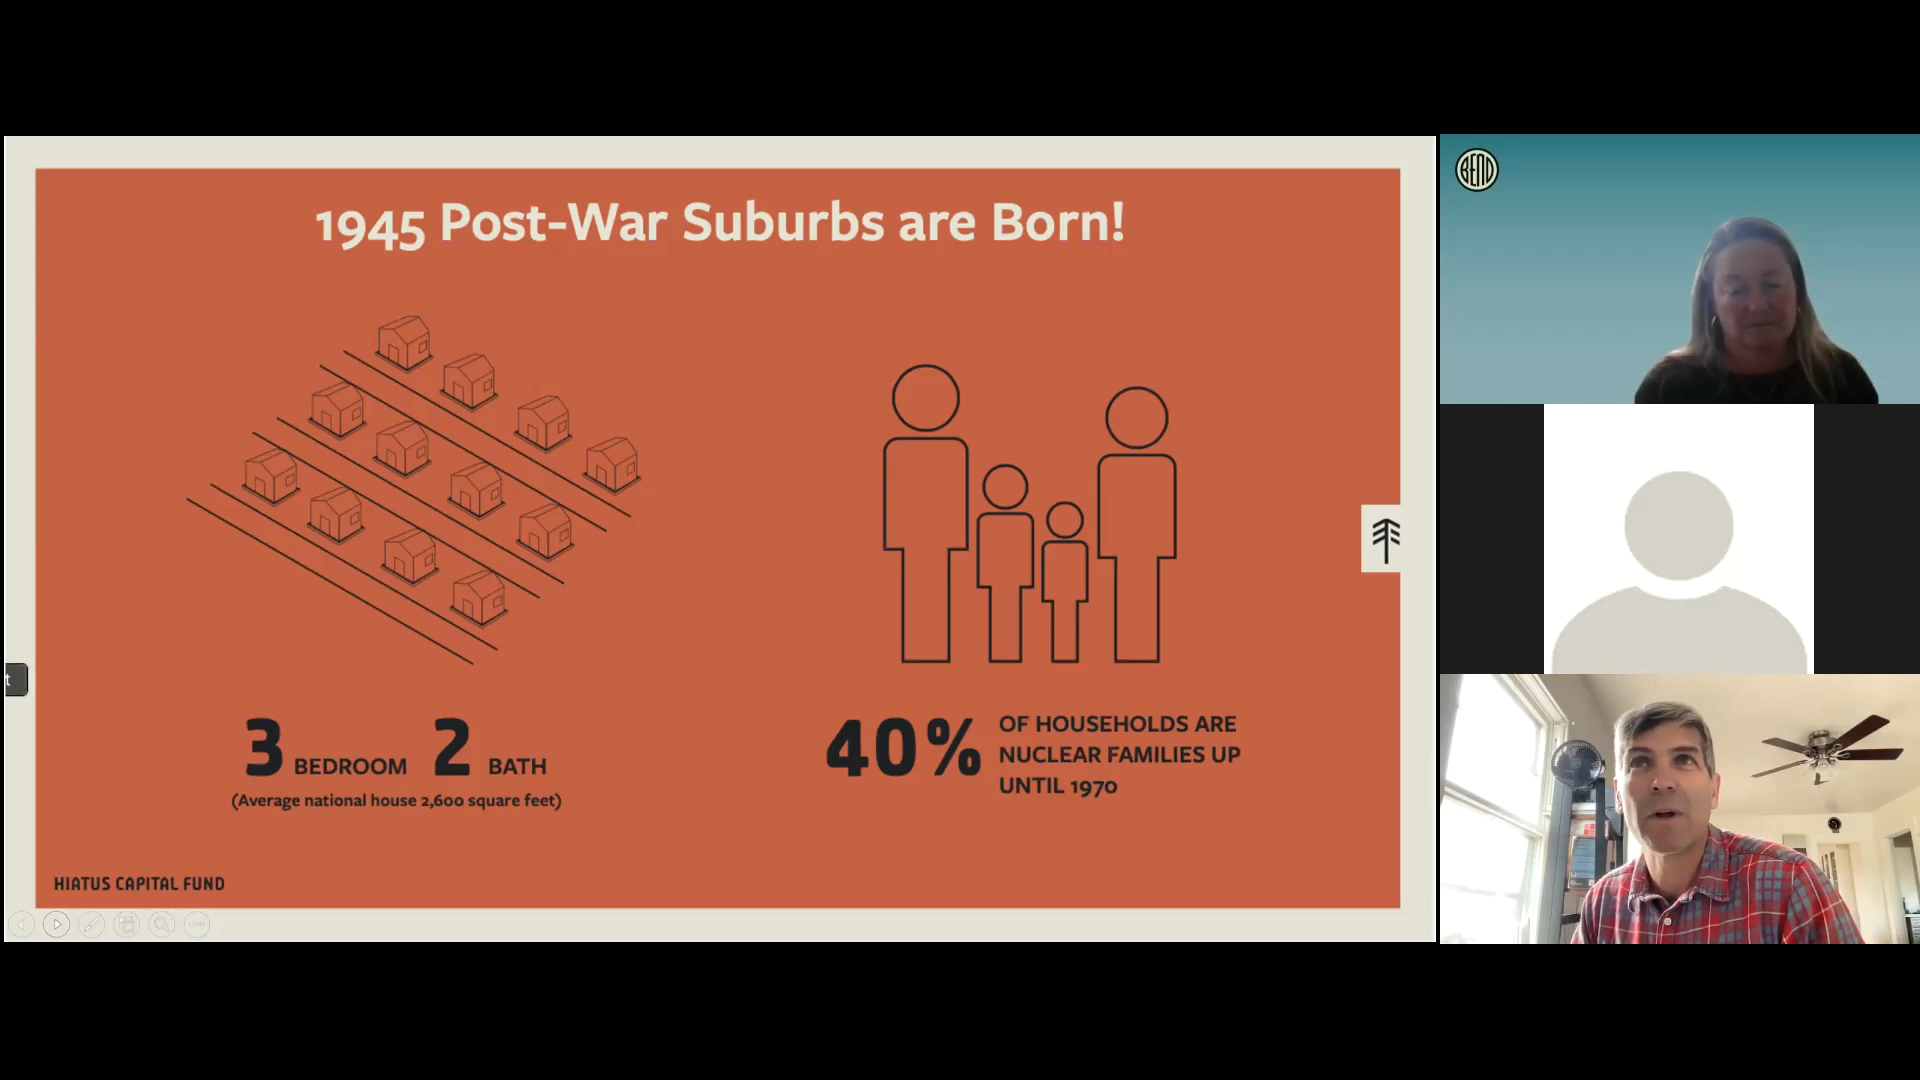 1945 Post-War Suburbs are Born!
3 BEDROOM 2 BATH
(Average national house 2,600 square feet)
40% OF HOUSEHOLDS ARE
NUCLEAR FAMILIES UP
UNTIL 1970
HIATUS CAPITAL FUND
t
BEND